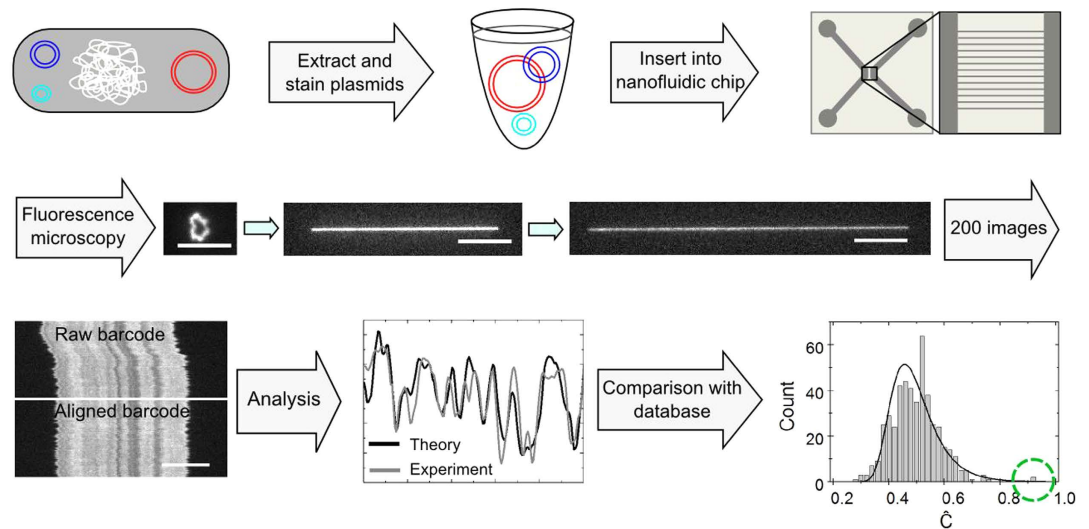 Extract and
stain plasmids
Insert into
nanofluidic chip
Fluorescence
microscopy
200 images
Raw barcode
Aligned barcode
Analysis
Theory
Experiment
Comparison with
database
Count
60
40
20
0
0.2 0.4 0.6 0.8 1.0
Ĉ